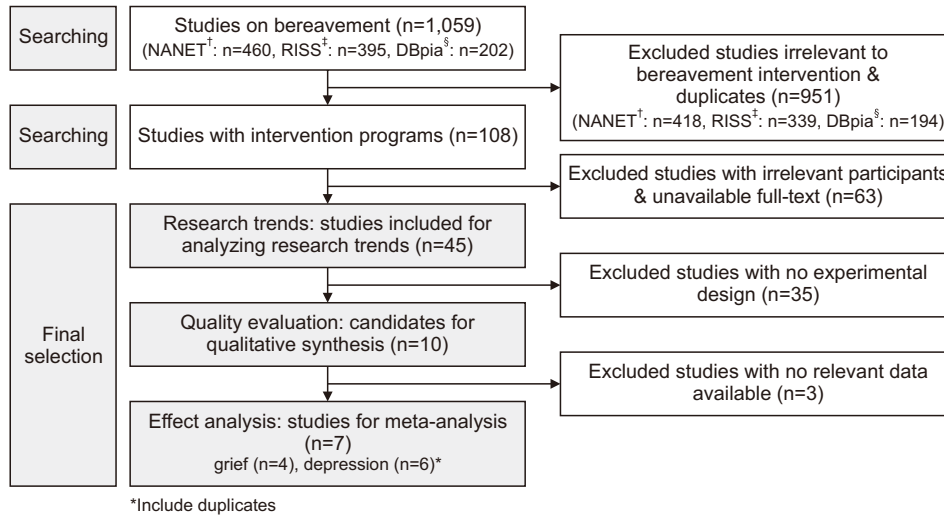 Searching
Studies on bereavement (n=1,059)
(NANET†: n=460, RISS‡: n=395, DBpia§: n=202)
Excluded studies irrelevant to
bereavement intervention &
duplicates (n=951)
(NANET†: n=418, RISS‡: n=339, DBpia§: n=194)
Searching
Studies with intervention programs (n=108)
Excluded studies with irrelevant participants
& unavailable full-text (n=63)
Final
selection
Research trends: studies included for
analyzing research trends (n=45)
Excluded studies with no experimental
design (n=35)
Quality evaluation: candidates for
qualitative synthesis (n=10)
Excluded studies with no relevant data
available (n=3)
Effect analysis: studies for meta-analysis
(n=7)
grief (n=4), depression (n=6)*
*Include duplicates